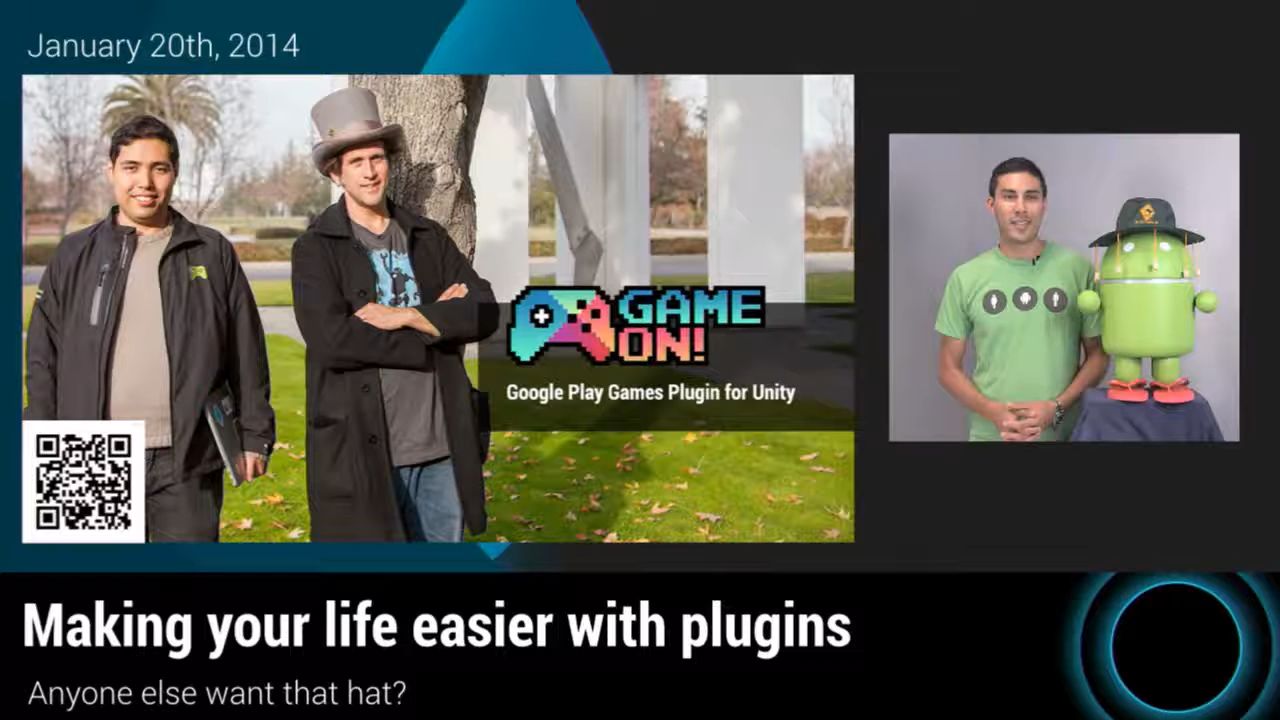 January 20th, 2014
GAME
ON!
Google Play Games Plugin for Unity
Making your life easier with plugins
Anyone else want that hat?